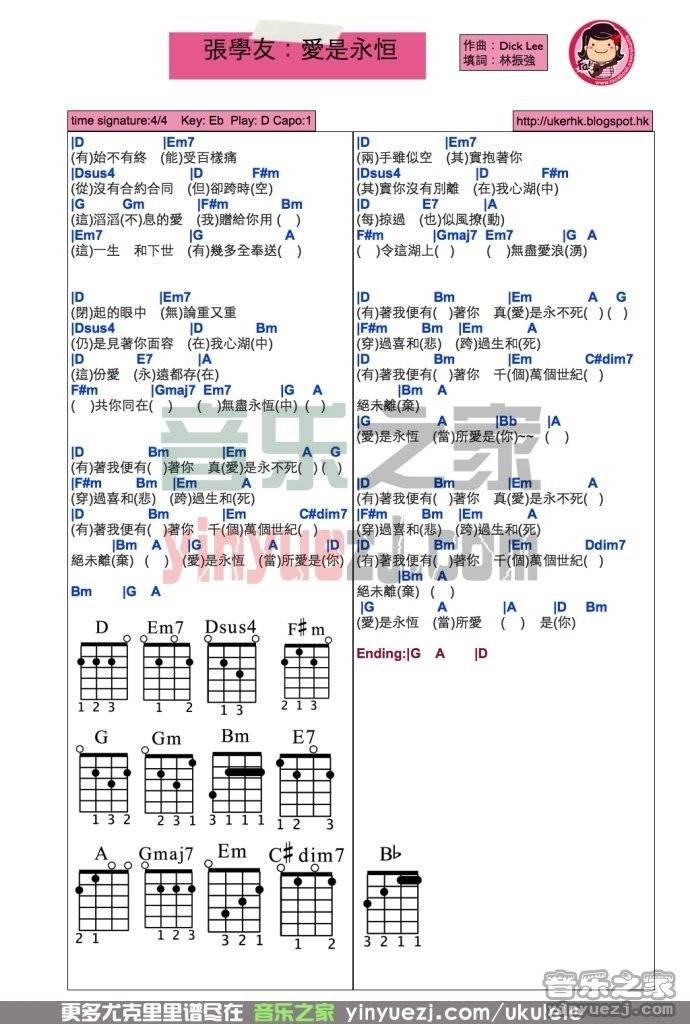 張學友：愛是永恒
作曲：Dick Lee
填詞：林振強
Fa!
time signature:4/4 Key: Eb Play: D Capo:1
http://ukerhk.blogspot.hk
|D |Em7
(有)始不有終 (能)受百樣痛
|Dsus4 |D F#m
(從)沒有合約合同 (但)卻跨時(空)
|G Gm |F#m Bm
(這)滔滔(不)息的愛 (我)贈給你用 ( )
|Em7 |G A
(這)一生 和下世 (有)幾多全奉送( )
|D |Em7
(閉)起的眼中 (無)論重又重
|Dsus4 |D Bm
(仍)是見著你面容 (在)我心湖(中)
|D E7 |A
(這)份愛 (永)遠都存(在)
F#m |Gmaj7 Em7 |G A
( )共你同在( ) ( )無盡永恆(中) ( )
|D Bm |Em A G
(有)著我便有( )著你 真(愛)是永不死( ) ( )
|F#m Bm |Em A
(穿)過喜和(悲) (跨)過生和(死)
|D Bm |Em C#dim7
(有)著我便有( )著你 千(個)萬個世紀( )
|Bm A |G A |D
絕未離(棄) ( ) (愛)是永恆 (當)所愛是(你)
Bm |G A
D Em7 Dsus4 F♯m
1 2 3 1 2 1 3 2 1 3
G Gm Bm E7
1 3 2 2 3 1 3 1 1 1 1 2 3
A Gmaj7 Em C♯dim7
2 1 1 2 3 3 2 1 1 2
|D |Em7
(兩)手雖似空 (其)實抱著你
|Dsus4 |D F#m
(其)實你沒有別離 (在)我心湖(中)
|D E7 |A
(每)掠過 (也)似風撩(動)
F#m |Gmaj7 Em7 |G A
( )令這湖上( ) ( )無盡愛浪(湧)
|D Bm |Em A G
(有)著我便有( )著你 真(愛)是永不死( ) ( )
|F#m Bm |Em A
(穿)過喜和(悲) (跨)過生和(死)
|D Bm |Em C#dim7
(有)著我便有( )著你 千(個)萬個世紀( )
|Bm A
絕未離(棄)
|G A |Bb |A
(愛)是永恆 (當)所愛是(你)~~ ( )
|D Bm |Em A
(有)著我便有( )著你 真(愛)是永不死( )
|F#m Bm |Em A
(穿)過喜和(悲) (跨)過生和(死)
|D Bm |Em Ddim7
(有)著我便有( )著你 千(個)萬個世紀( )
|Bm A
絕未離(棄) ( )
|G A |A |D Bm
(愛)是永恆 (當)所愛 ( ) 是(你)
Ending:|G A |D
B♭
3 2 1 1
音乐之家
yinyuezj.com
音乐之家
yinyuezj.com
更多尤克里里谱尽在 音乐之家 yinyuezj.com/ukulele